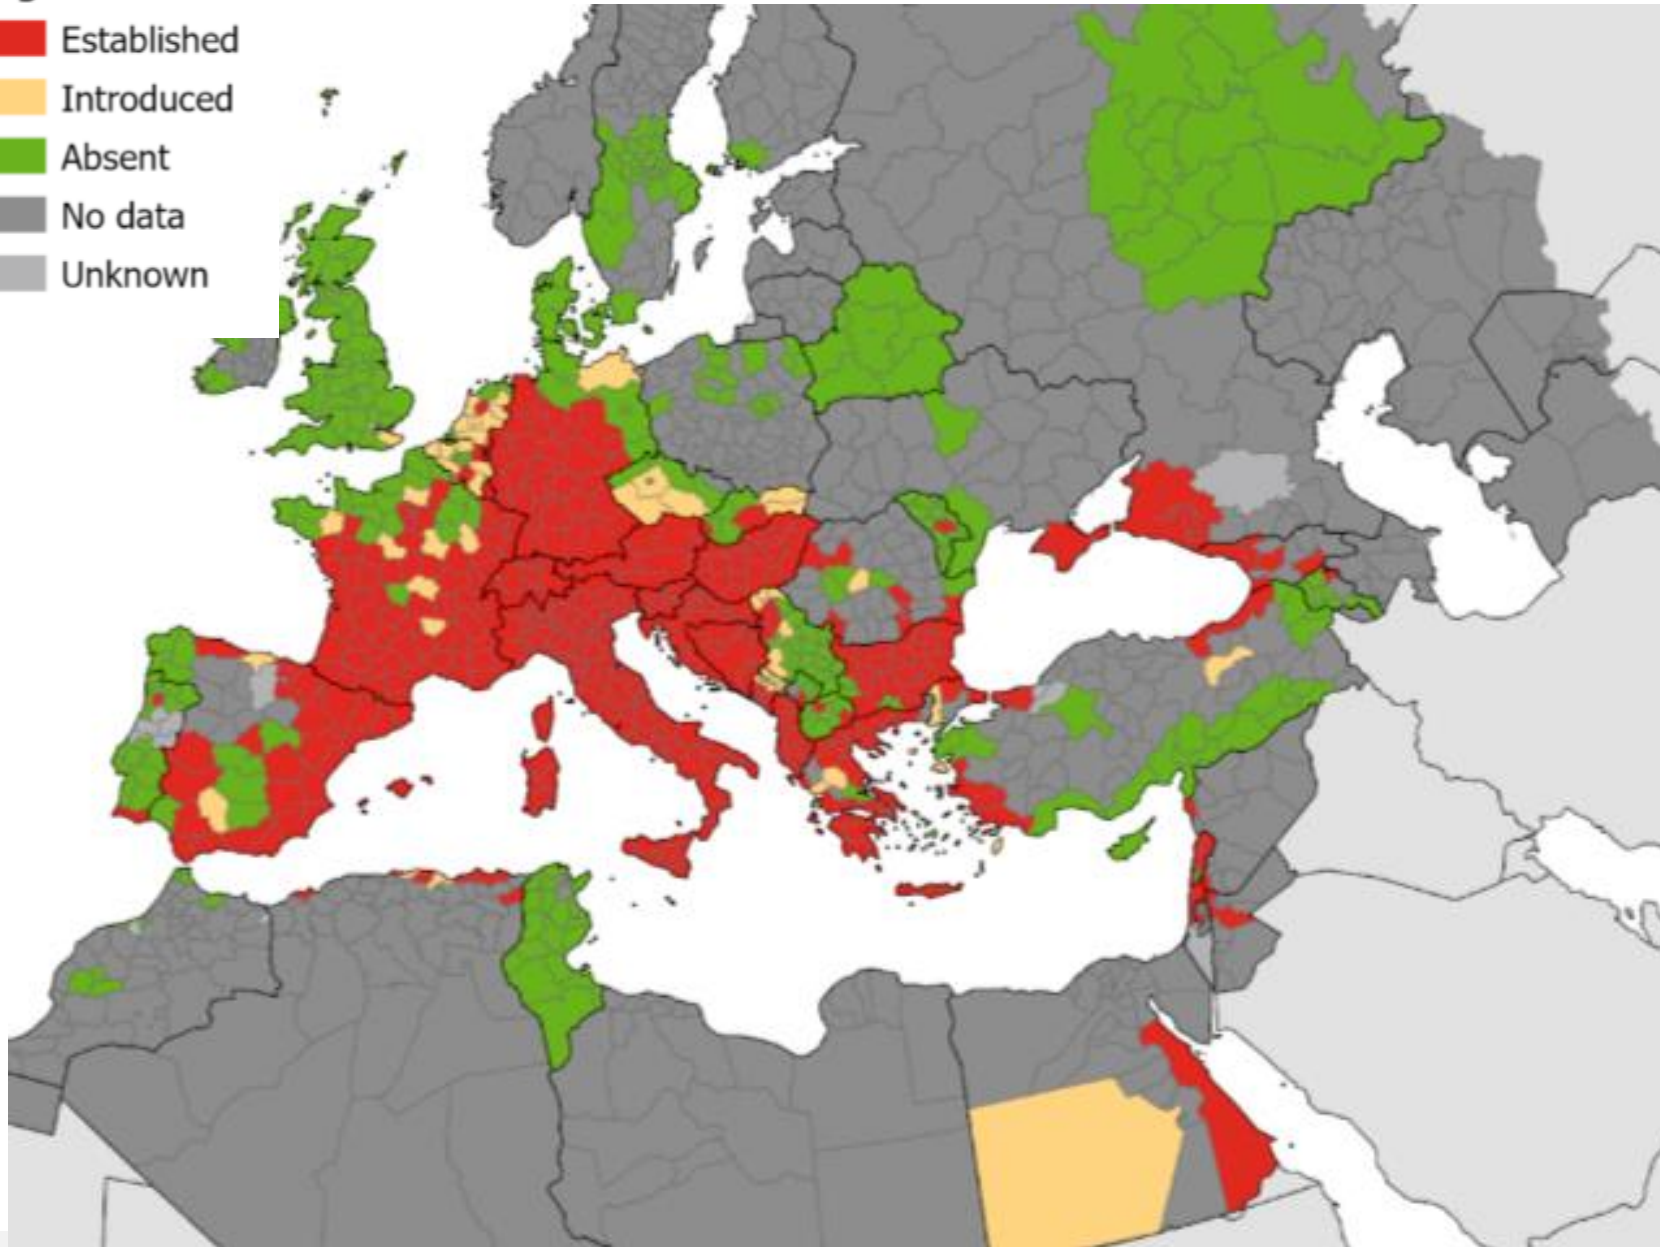 Established
Introduced
Absent
No data
Unknown